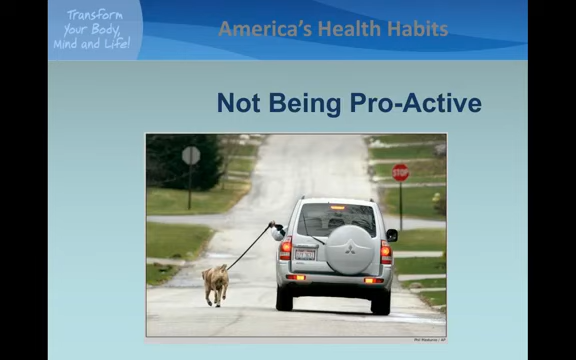 Transform
Your Body,
Mind and Life!
America's Health Habits
Not Being Pro-Active
STOP